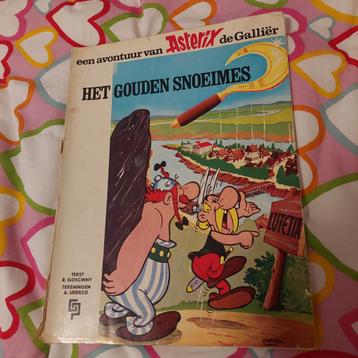 een avontuur van Asterix de Galliër
HET GOUDEN SNOEIMES
LUTETIA
TEKST
R. GOSCINNY
TEKENINGEN
A. UDERZO